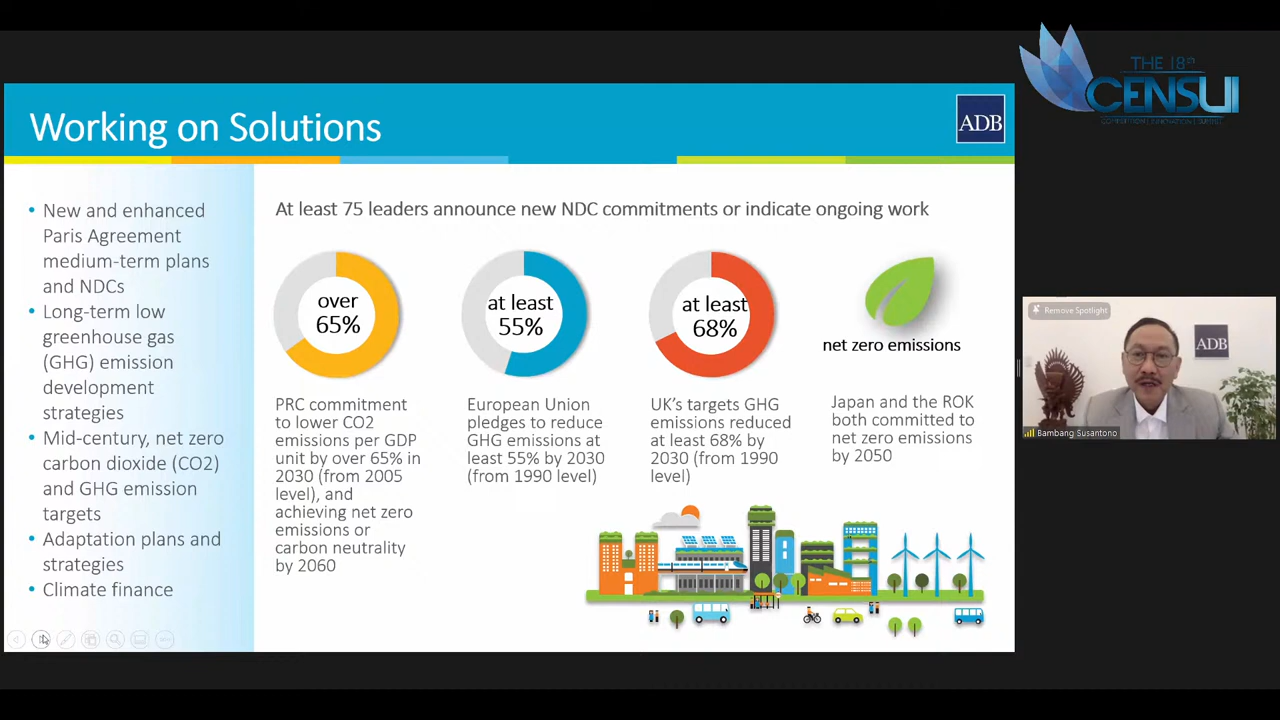 THE 18th
CENSUI
Working on Solutions
ADB
New and enhanced
Paris Agreement
medium-term plans
and NDCs
Long-term low
greenhouse gas
(GHG) emission
development
strategies
Mid-century, net zero
carbon dioxide (CO2)
and GHG emission
targets
Adaptation plans and
strategies
Climate finance
At least 75 leaders announce new NDC commitments or indicate ongoing work
over
65%
PRC commitment
to lower CO2
emissions per GDP
unit by over 65% in
2030 (from 2005
level), and
achieving net zero
emissions or
carbon neutrality
by 2060
at least
55%
European Union
pledges to reduce
GHG emissions at
least 55% by 2030
(from 1990 level)
at least
68%
UK's targets GHG
emissions reduced
at least 68% by
2030 (from 1990
level)
net zero emissions
Japan and the ROK
both committed to
net zero emissions
by 2050
Remove Spotlight
ADB
Bambang Susantono